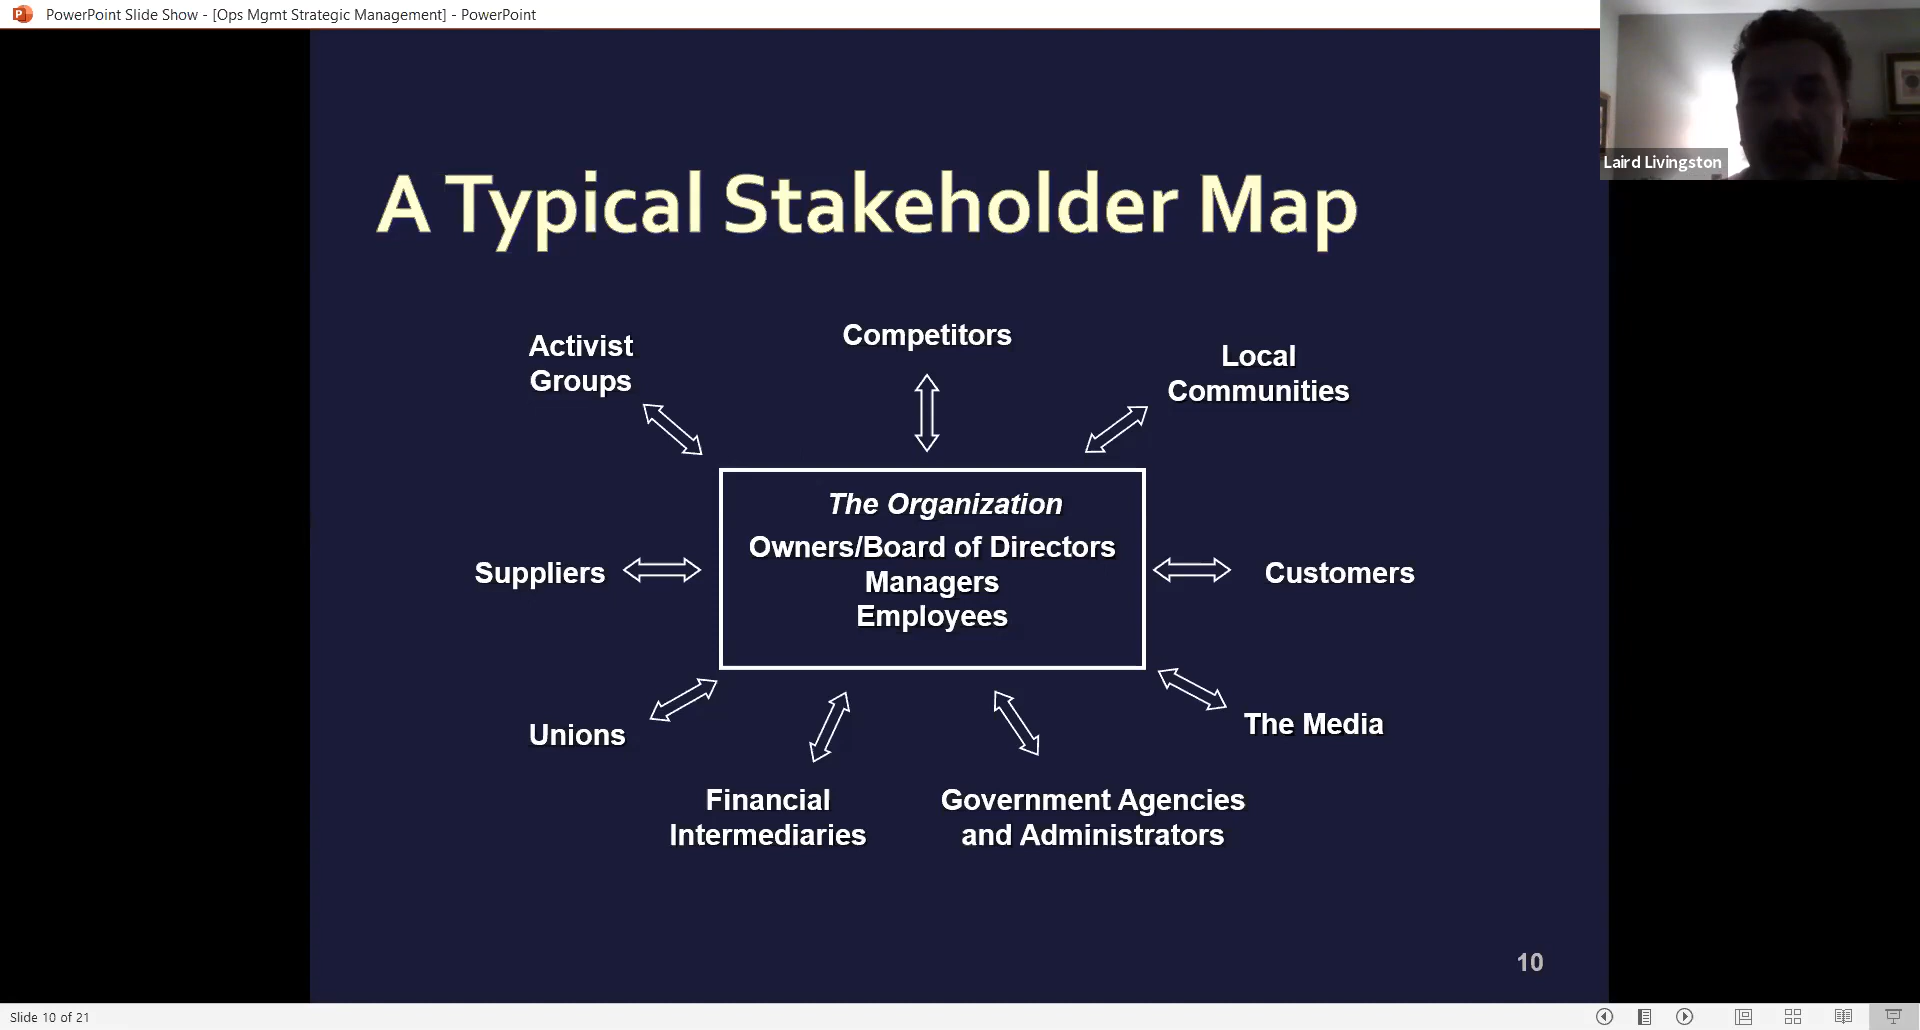 PowerPoint Slide Show - [Ops Mgmt Strategic Management] - PowerPoint
Laird Livingston
A Typical Stakeholder Map
Competitors
Activist
Groups
Local
Communities
The Organization
Owners/Board of Directors
Managers
Employees
Suppliers
Customers
Unions
The Media
Financial
Intermediaries
Government Agencies
and Administrators
10
Slide 10 of 21